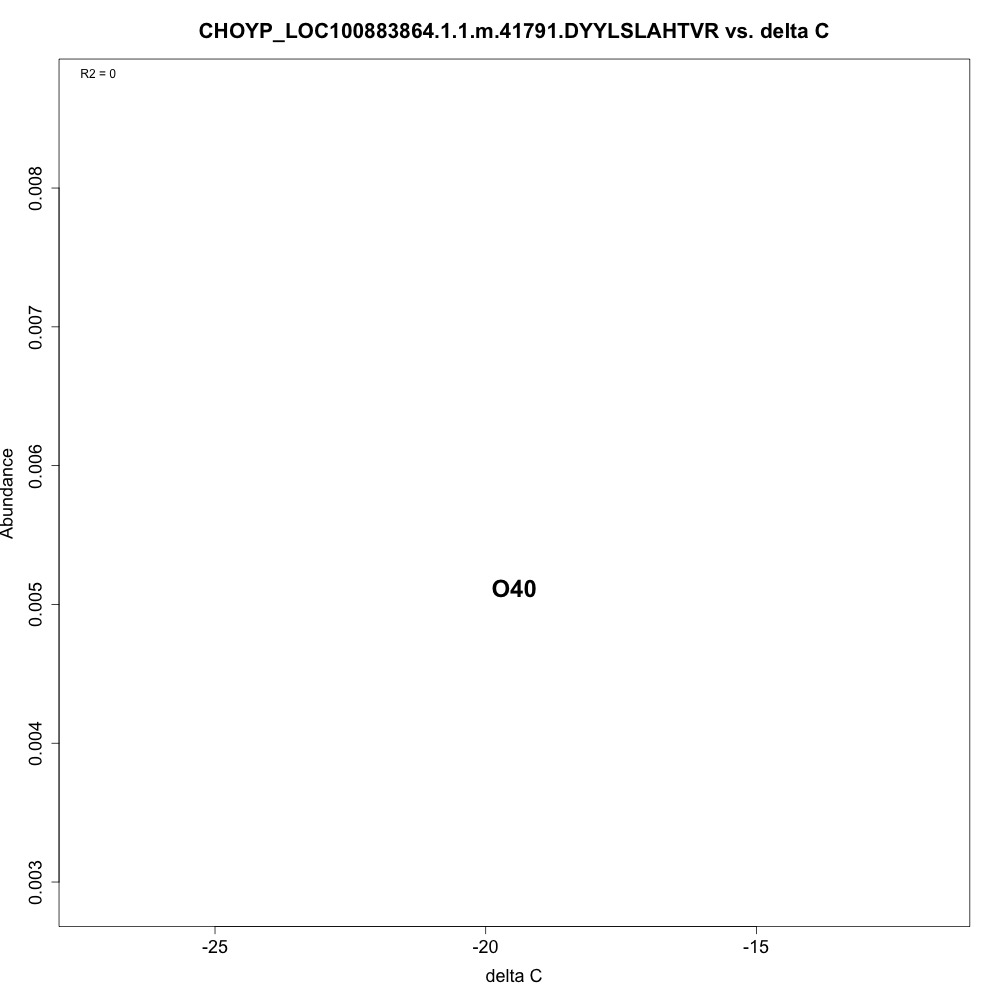 CHOYP_LOC100883864.1.1.m.41791.DYYLSLAHTVR vs. delta C
R2 = 0
0.008
0.007
0.006
0.005
0.004
0.003
Abundance
O40
-25
-20
-15
delta C